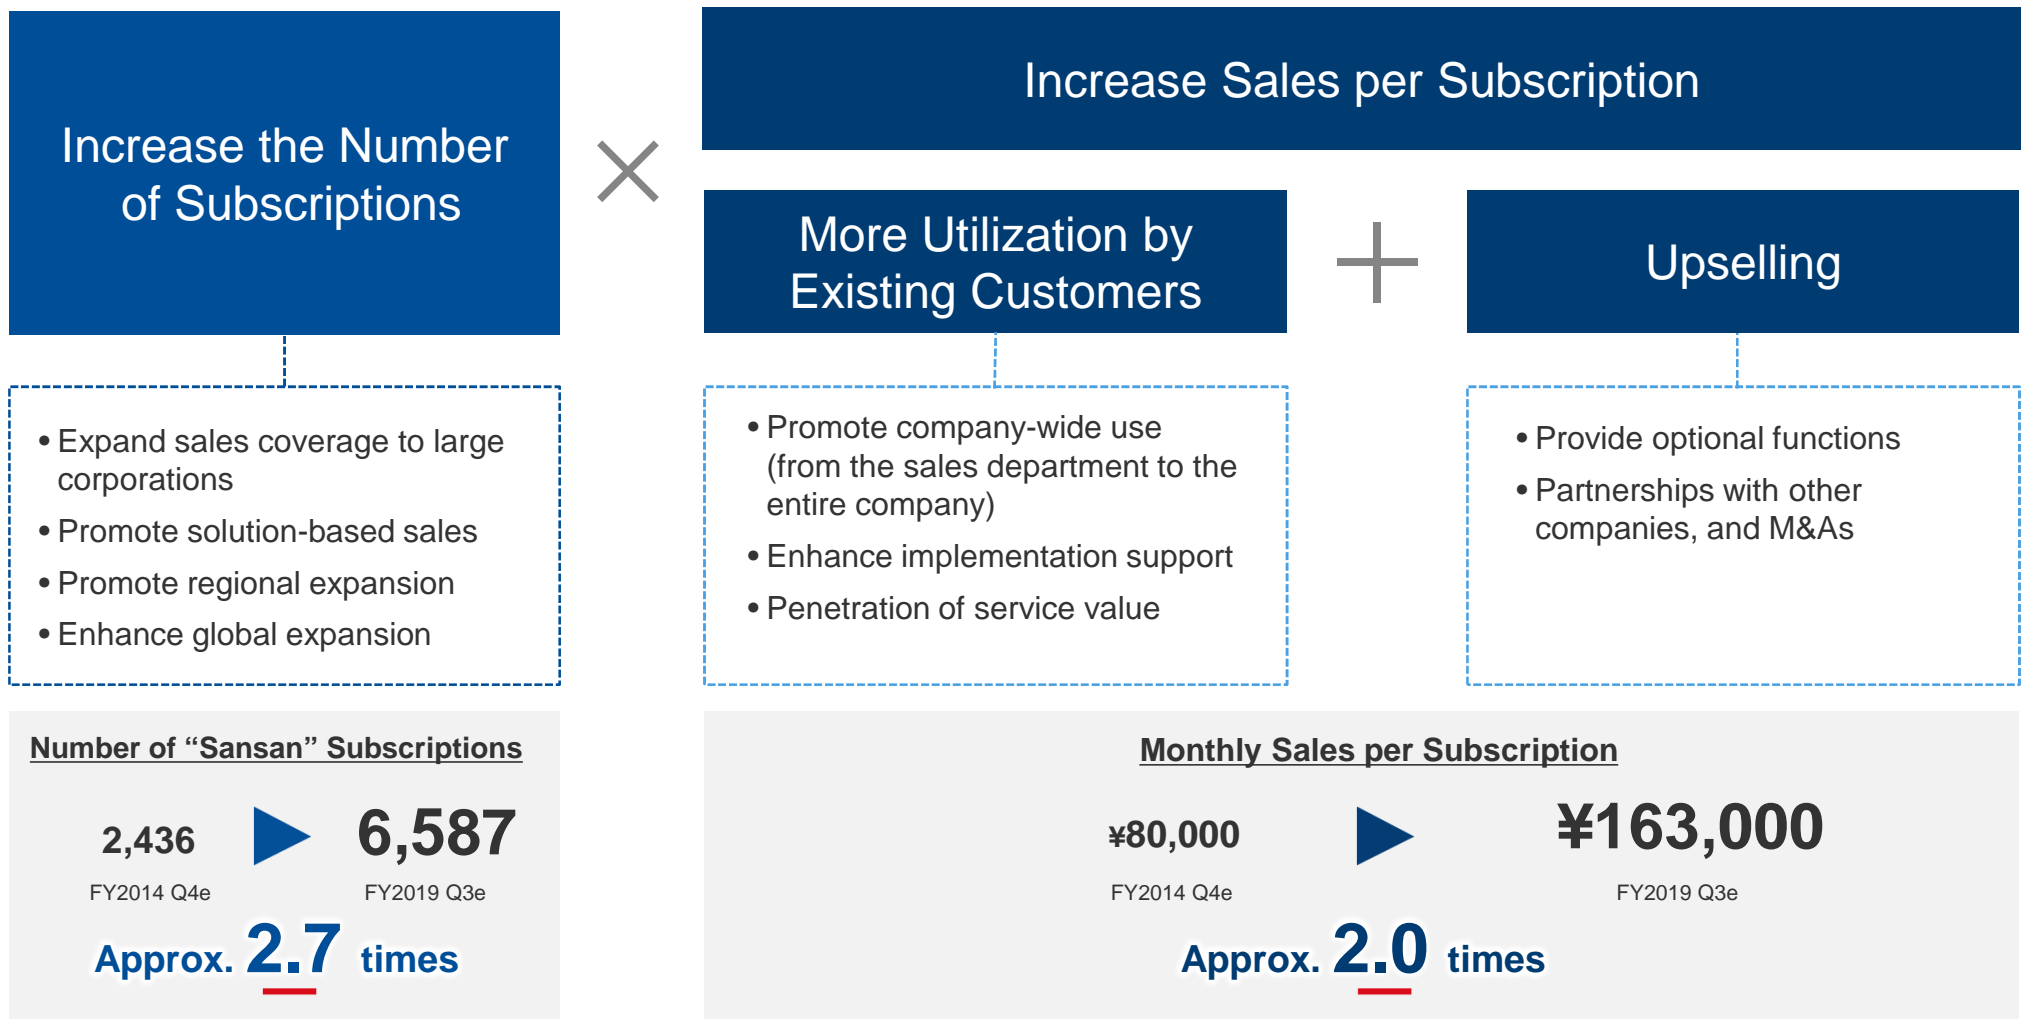 Increase the Number
of Subscriptions
Increase Sales per Subscription
More Utilization by
Existing Customers
Upselling
• Expand sales coverage to large
corporations
• Promote solution-based sales
• Promote regional expansion
• Enhance global expansion
• Promote company-wide use
(from the sales department to the
entire company)
• Enhance implementation support
• Penetration of service value
• Provide optional functions
• Partnerships with other
companies, and M&As
Number of “Sansan” Subscriptions
2,436
6,587
FY2014 Q4e
FY2019 Q3e
Approx. 2.7 times
Monthly Sales per Subscription
¥80,000
¥163,000
FY2014 Q4e
FY2019 Q3e
Approx. 2.0 times